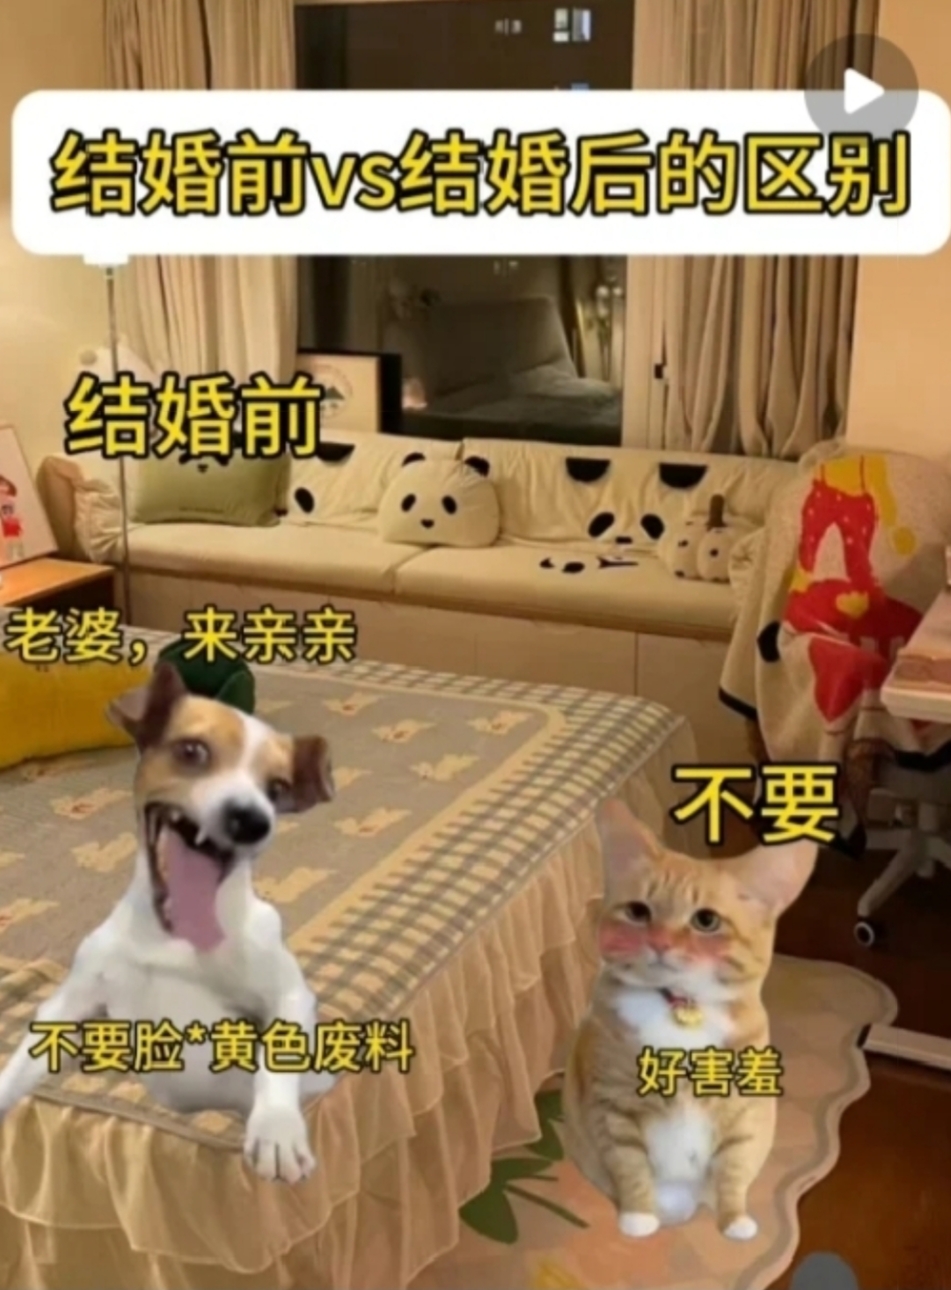 结婚前vs结婚后的区别
结婚前
老婆，来亲亲
不要
不要脸*黄色废料
好害羞